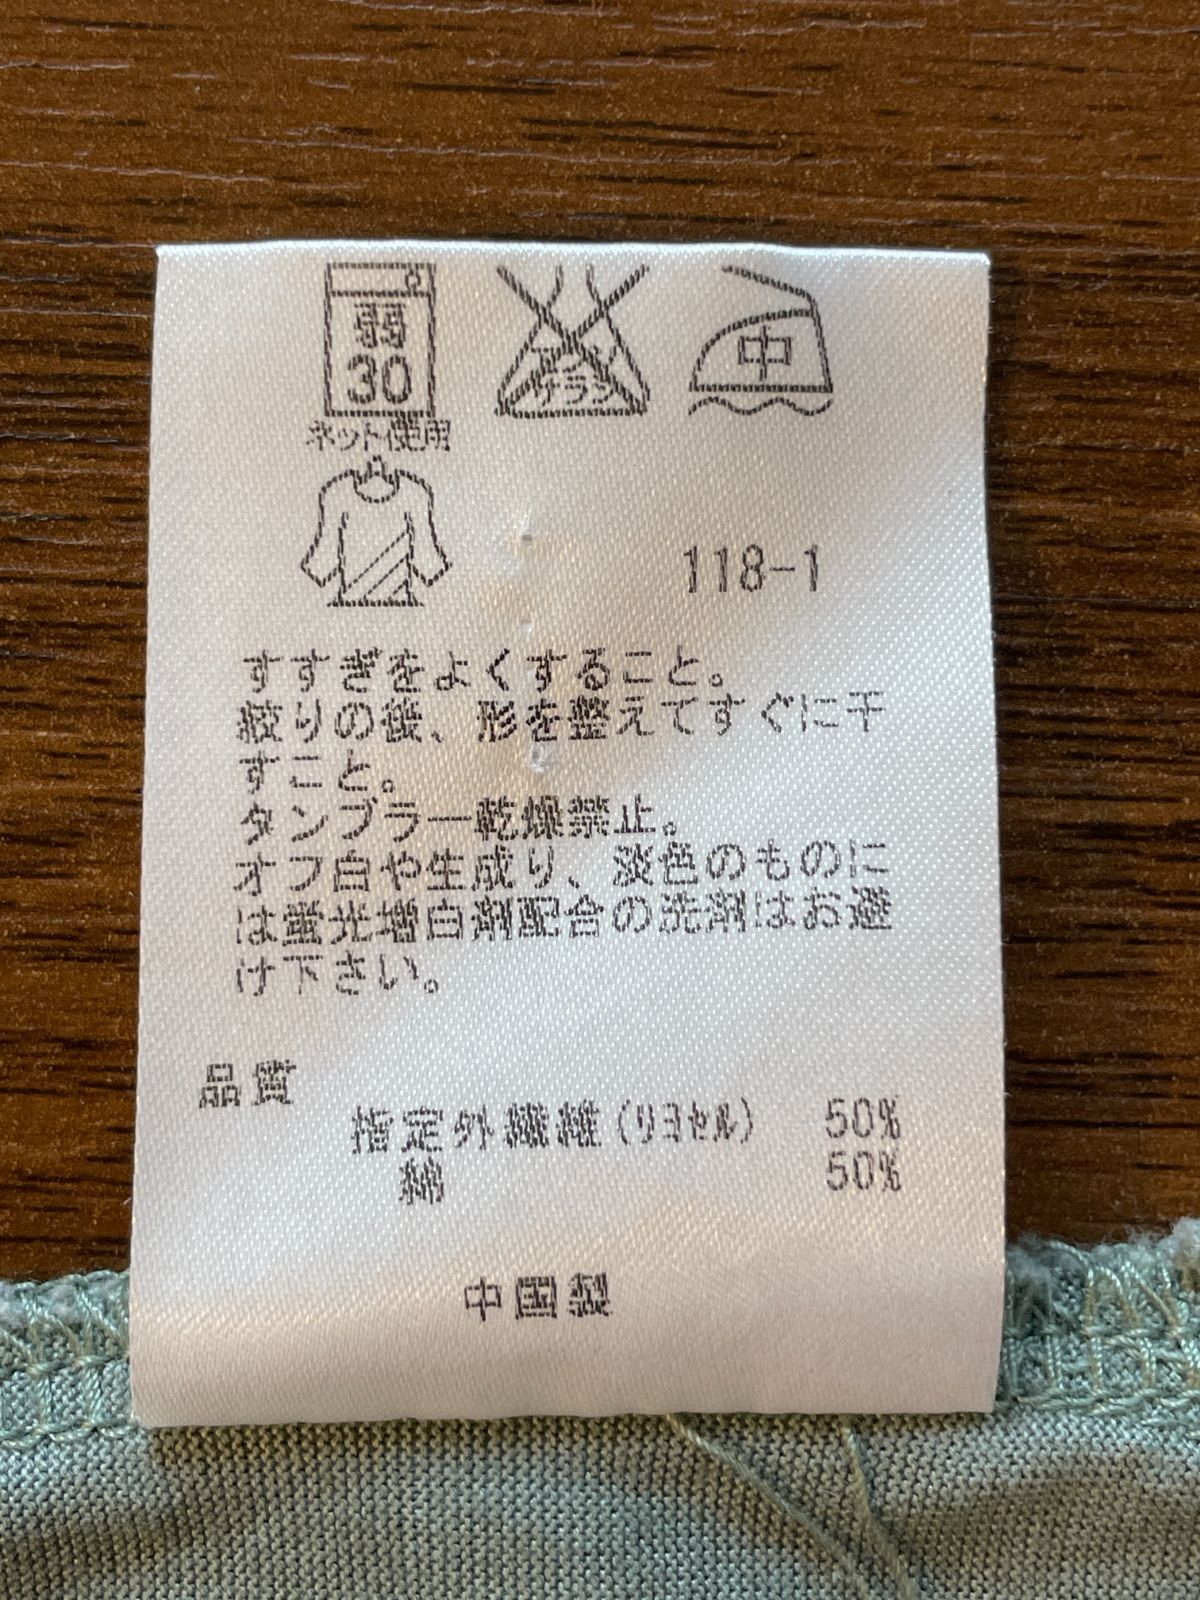 弱
30
ネット使用
エンソ
サラシ
中
118-1
すすぎをよくすること。
絞りの後、形を整えてすぐに干
すこと。
タンブラー乾燥禁止。
オフ白や生成り、淡色のものに
は蛍光増白剤配合の洗剤はお避
け下さい。
品質
指定外繊維(リヨセル) 50%
綿 50%
中国製